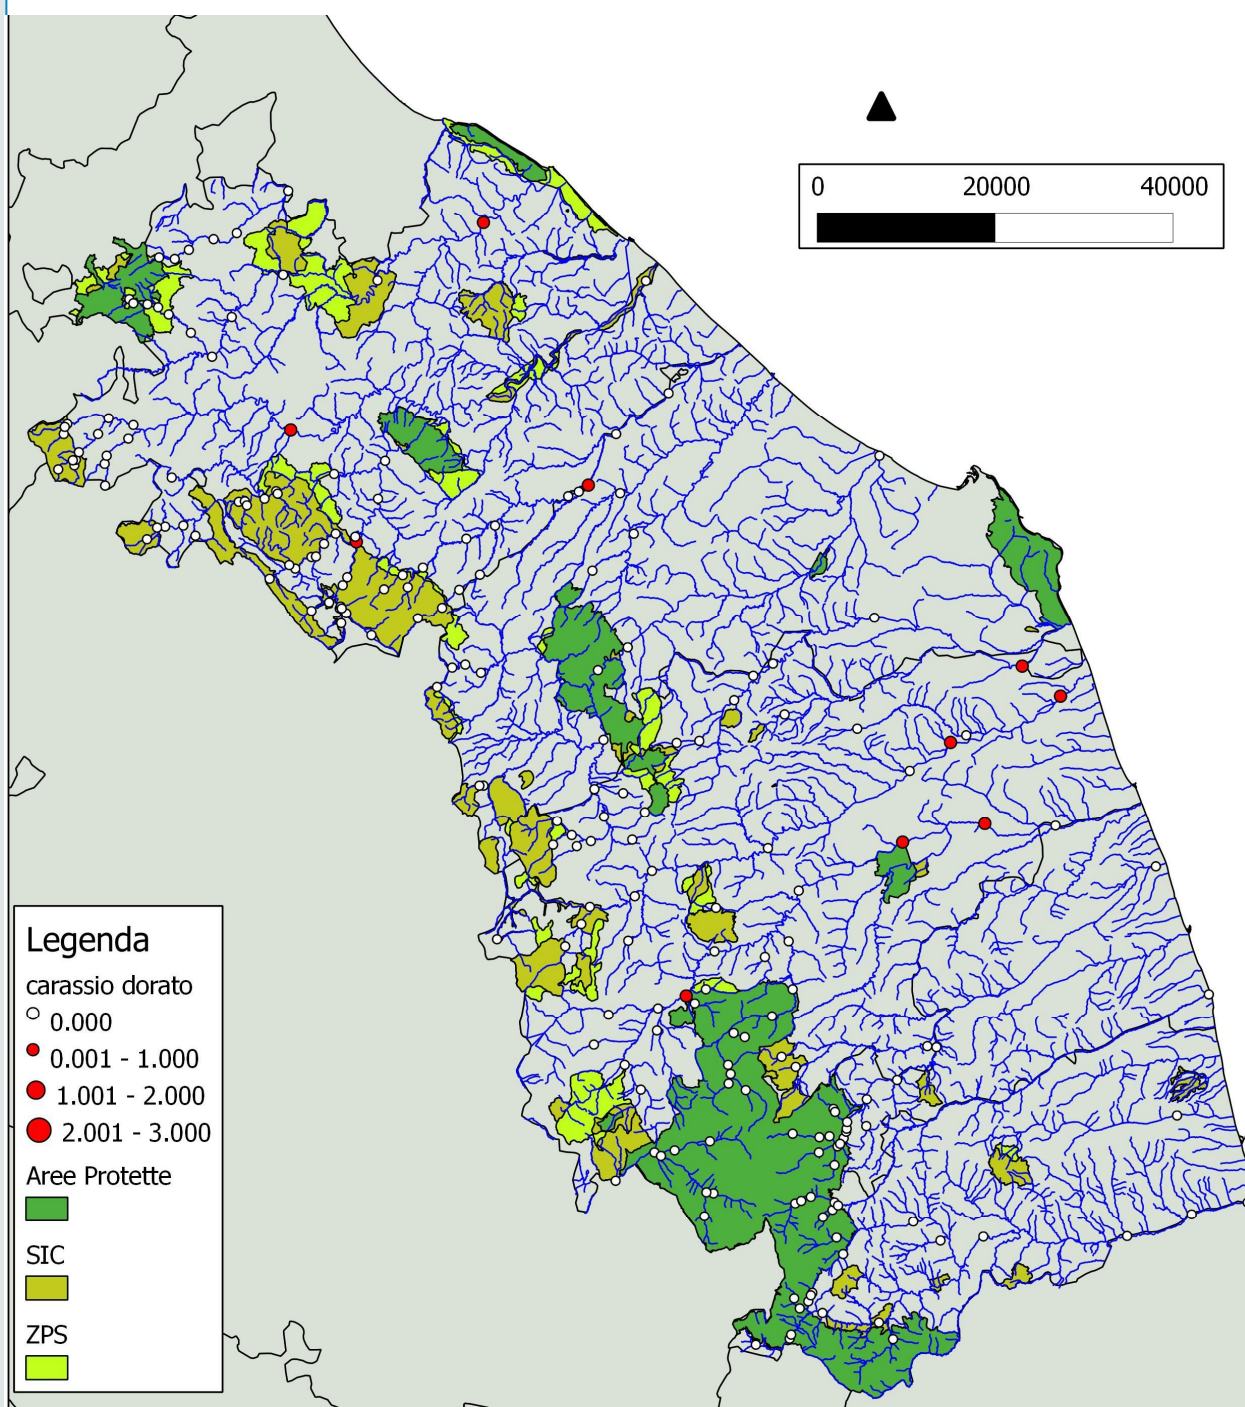 0 20000 40000
Legenda
carassio dorato
0.000
0.001 - 1.000
1.001 - 2.000
2.001 - 3.000
Aree Protette
SIC
ZPS